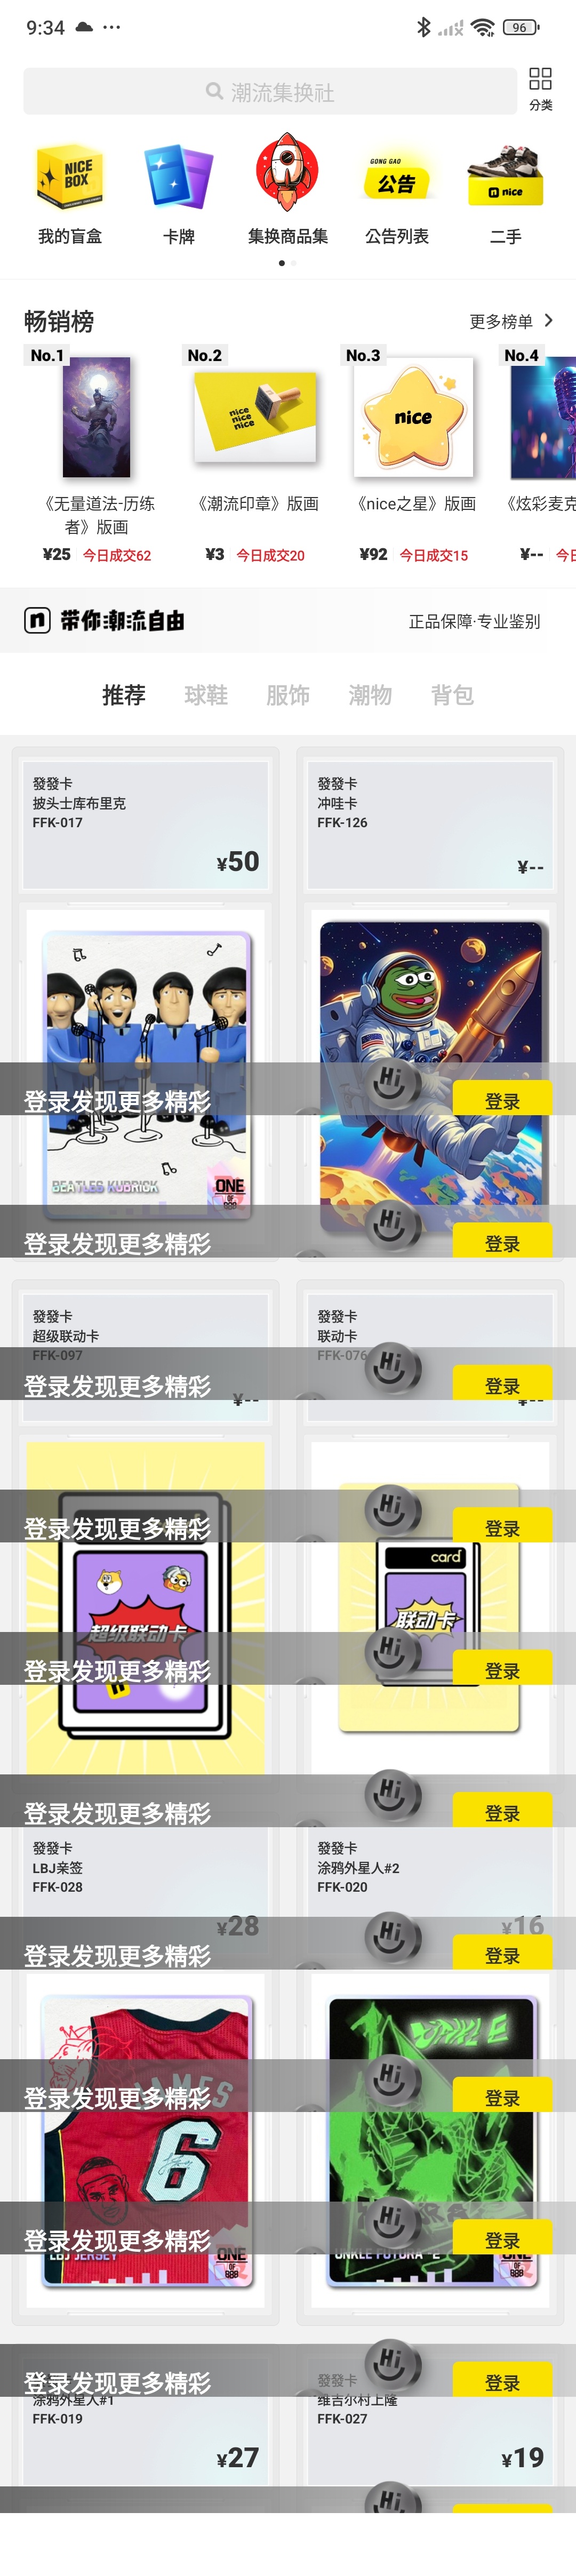 9:34
96
潮流集换社
分类
NICE
BOX
GONG GAO
公告
nice
我的盲盒
卡牌
集换商品集
公告列表
二手
畅销榜
更多榜单
No.1
No.2
No.3
No.4
nice
nice
nice
nice
《无量道法-历练
者》版画
《潮流印章》版画
《nice之星》版画
《炫彩麦克
¥25 今日成交62
¥3 今日成交20
¥92 今日成交15
¥--
带你潮流自由
正品保障·专业鉴别
推荐
球鞋
服饰
潮物
背包
發發卡
披头士库布里克
FFK-017
¥50
發發卡
冲哇卡
FFK-126
¥--
登录发现更多精彩
Hi
登录
BEATLES KUBRICK
ONE
OF
登录发现更多精彩
Hi
登录
發發卡
超级联动卡
FFK-097
¥--
發發卡
联动卡
FFK-076
¥--
登录发现更多精彩
Hi
登录
登录发现更多精彩
Hi
登录
card
超级联动卡
联动卡
登录发现更多精彩
Hi
登录
登录发现更多精彩
Hi
登录
發發卡
LBJ亲签
FFK-028
¥28
發發卡
涂鸦外星人#2
FFK-020
¥16
登录发现更多精彩
Hi
登录
登录发现更多精彩
Hi
登录
JAMES
6
登录发现更多精彩
Hi
登录
LBJ JERSEY
ONE
OF
888
UNKLE FUTURA -E
ONE
OF
888
登录发现更多精彩
Hi
登录
發發卡
涂鸦外星人#1
FFK-019
¥27
维吉尔村上隆
FFK-027
¥19
Hi